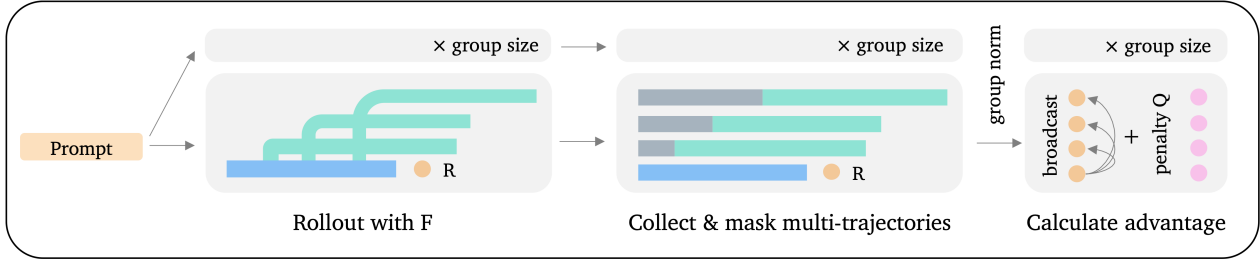 Prompt
× group size
R
Rollout with F
× group size
R
Collect & mask multi-trajectories
group norm
× group size
broadcast
+
penalty Q
Calculate advantage